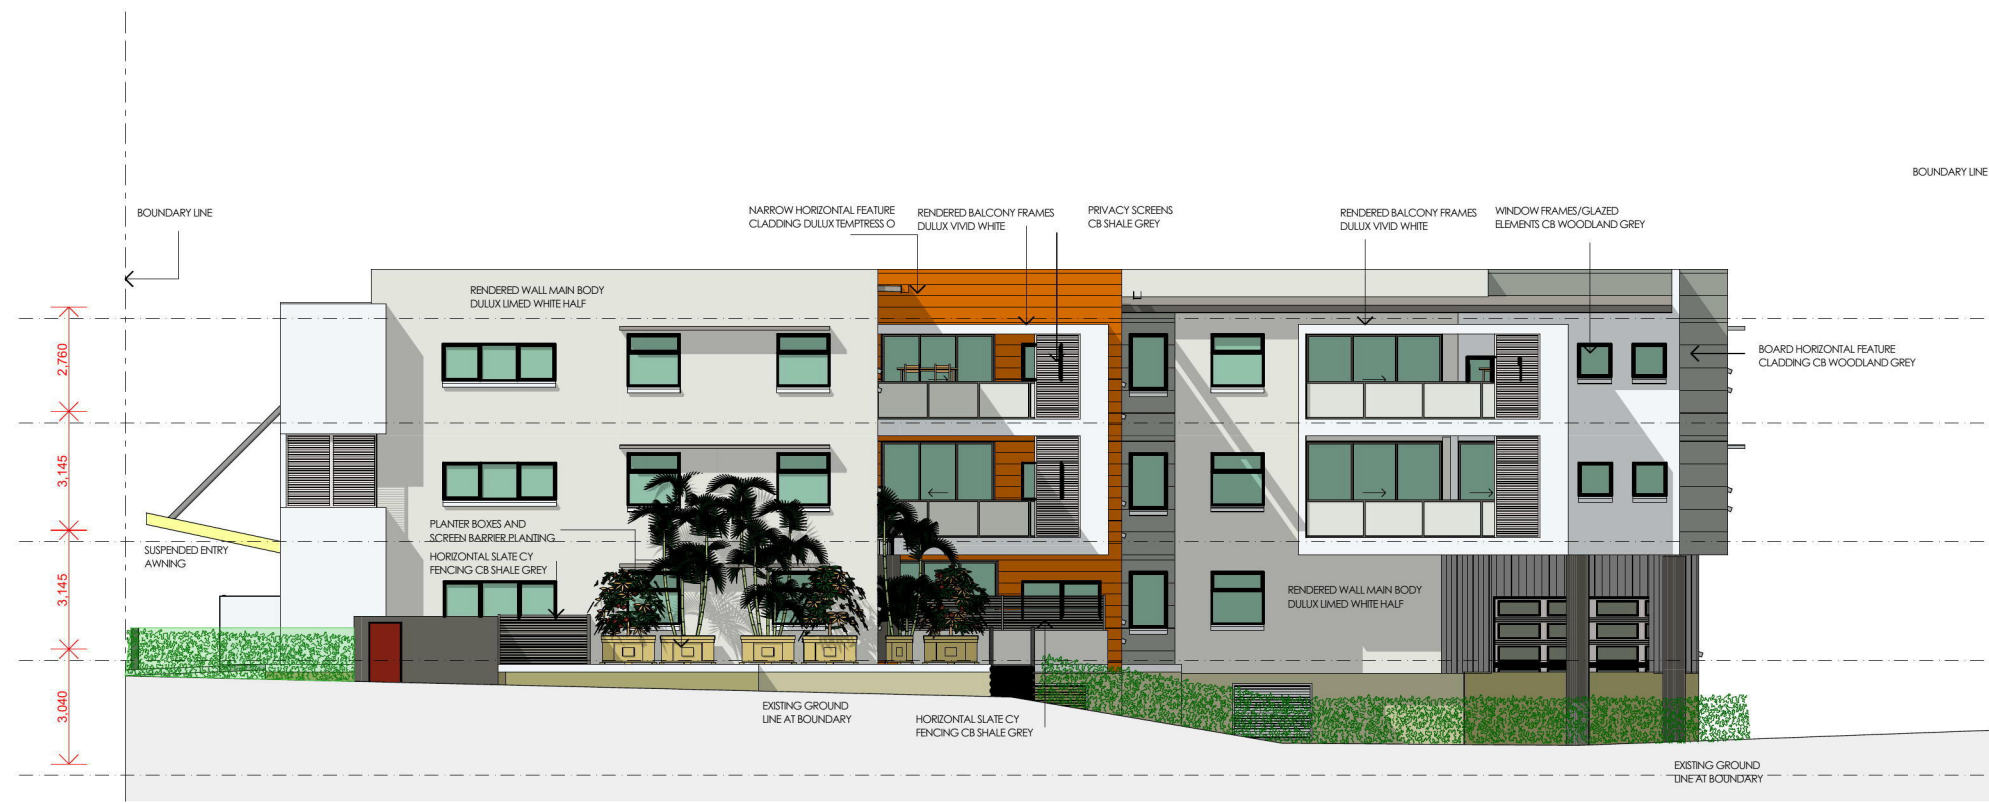 BOUNDARY LINE
BOUNDARY LINE
NARROW HORIZONTAL FEATURE
CLADDING DULUX TEMPTRESS O
RENDERED BALCONY FRAMES
DULUX VIVID WHITE
PRIVACY SCREENS
CB SHALE GREY
RENDERED BALCONY FRAMES
DULUX VIVID WHITE
WINDOW FRAMES/GLAZED
ELEMENTS CB WOODLAND GREY
RENDERED WALL MAIN BODY
DULUX LIMED WHITE HALF
2,760
BOARD HORIZONTAL FEATURE
CLADDING CB WOODLAND GREY
3,145
PLANTER BOXES AND
SCREEN BARRIER PLANTING
SUSPENDED ENTRY
AWNING
HORIZONTAL SLATE CY
FENCING CB SHALE GREY
3,145
RENDERED WALL MAIN BODY
DULUX LIMED WHITE HALF
3,040
EXISTING GROUND
LINE AT BOUNDARY
HORIZONTAL SLATE CY
FENCING CB SHALE GREY
EXISTING GROUND
LINE AT BOUNDARY